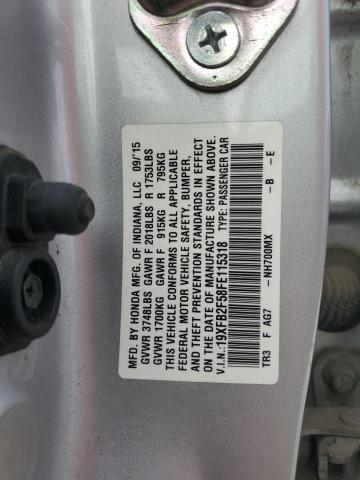 MFD. BY HONDA MFG. OF INDIANA, LLC 09/15
GVWR 3748LBS GAWR F 2018LBS R 1753LBS
GVWR 1700KG GAWR F 915KG R 795KG
THIS VEHICLE CONFORMS TO ALL APPLICABLE
FEDERAL MOTOR VEHICLE SAFETY, BUMPER,
AND THEFT PREVENTION STANDARDS IN EFFECT
ON THE DATE OF MANUFACTURE SHOWN ABOVE.
V.I.N.:19XFB2F58FE115318 TYPE: PASSENGER CAR
TR3 F AG7 -NH700MX -B -E